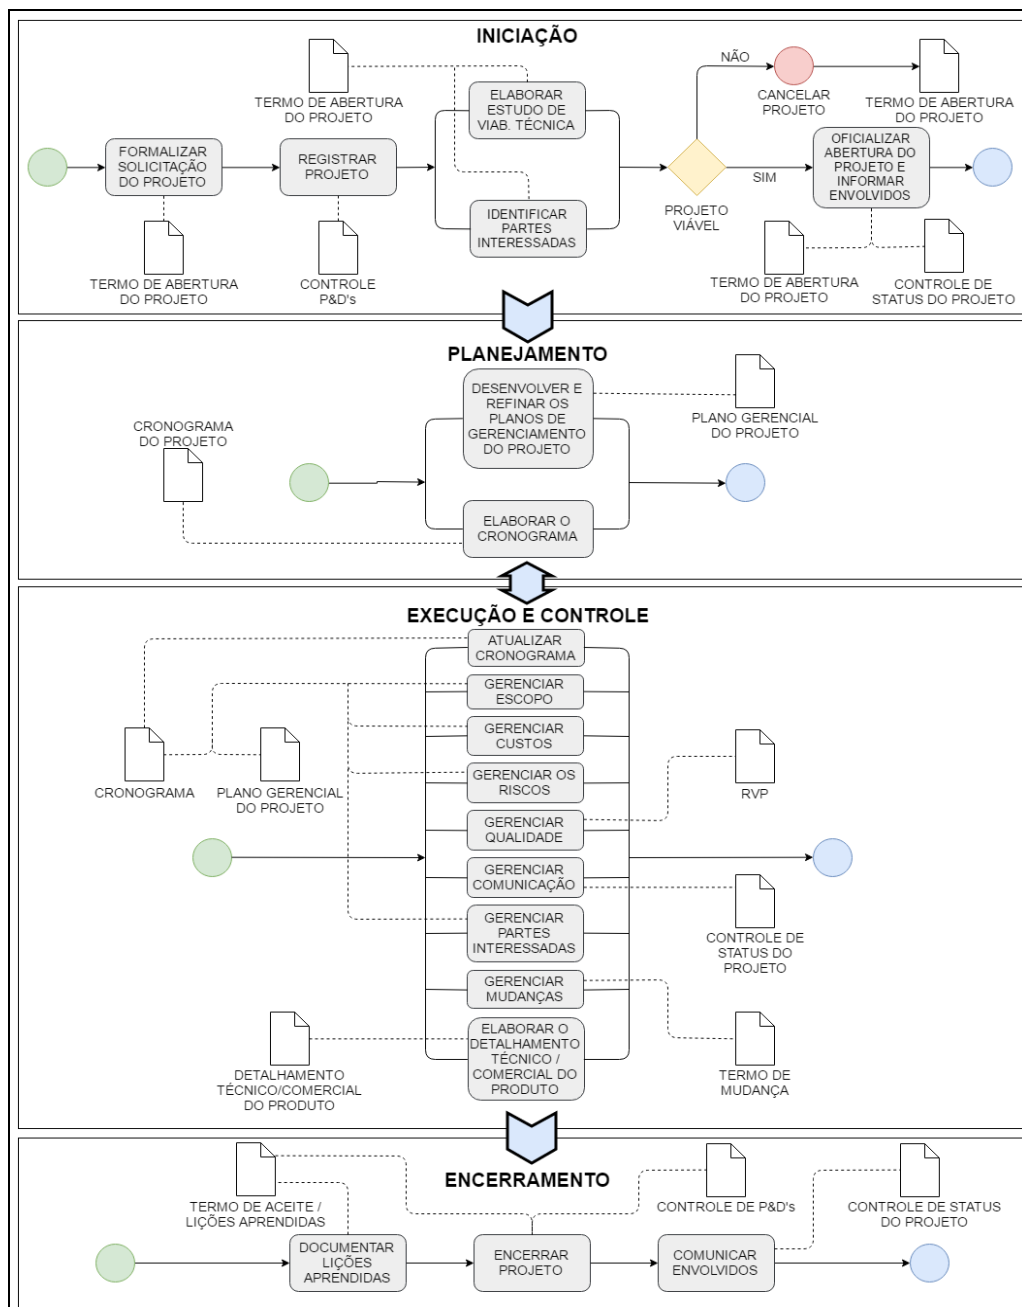 INICIAÇÃO
TERMO DE ABERTURA
DO PROJETO
ELABORAR
ESTUDO DE
VIAB. TÉCNICA
NÃO
CANCELAR
PROJETO
TERMO DE ABERTURA
DO PROJETO
FORMALIZAR
SOLICITAÇÃO
DO PROJETO
REGISTRAR
PROJETO
OFICIALIZAR
ABERTURA DO
PROJETO E
INFORMAR
ENVOLVIDOS
SIM
PROJETO
VIÁVEL
IDENTIFICAR
PARTES
INTERESSADAS
TERMO DE ABERTURA
DO PROJETO
CONTROLE
P&D's
TERMO DE ABERTURA
DO PROJETO
CONTROLE DE
STATUS DO PROJETO
PLANEJAMENTO
DESENVOLVER E
REFINAR OS
PLANOS DE
GERENCIAMENTO
DO PROJETO
PLANO GERENCIAL
DO PROJETO
CRONOGRAMA
DO PROJETO
ELABORAR O
CRONOGRAMA
EXECUÇÃO E CONTROLE
ATUALIZAR
CRONOGRAMA
GERENCIAR
ESCOPO
GERENCIAR
CUSTOS
GERENCIAR OS
RISCOS
CRONOGRAMA
PLANO GERENCIAL
DO PROJETO
RVP
GERENCIAR
QUALIDADE
GERENCIAR
COMUNICAÇÃO
GERENCIAR
PARTES
INTERESSADAS
CONTROLE DE
STATUS DO
PROJETO
GERENCIAR
MUDANÇAS
ELABORAR O
DETALHAMENTO
TÉCNICO /
COMERCIAL DO
PRODUTO
DETALHAMENTO
TÉCNICO/COMERCIAL
DO PRODUTO
TERMO DE
MUDANÇA
ENCERRAMENTO
TERMO DE ACEITE /
LIÇÕES APRENDIDAS
CONTROLE DE P&D's
CONTROLE DE STATUS
DO PROJETO
DOCUMENTAR
LIÇÕES
APRENDIDAS
ENCERRAR
PROJETO
COMUNICAR
ENVOLVIDOS